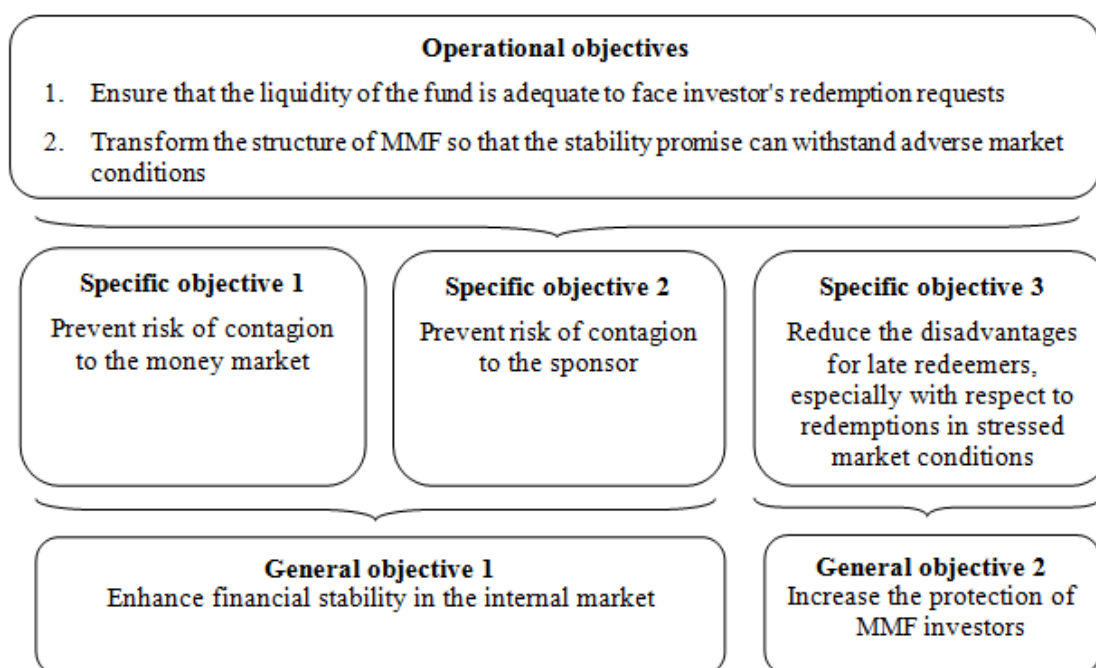 Operational objectives
1. Ensure that the liquidity of the fund is adequate to face investor's redemption requests
2. Transform the structure of MMF so that the stability promise can withstand adverse market
conditions
Specific objective 1
Prevent risk of contagion
to the money market
Specific objective 2
Prevent risk of contagion
to the sponsor
Specific objective 3
Reduce the disadvantages
for late redeemers,
especially with respect to
redemptions in stressed
market conditions
General objective 1
Enhance financial stability in the internal market
General objective 2
Increase the protection of
MMF investors